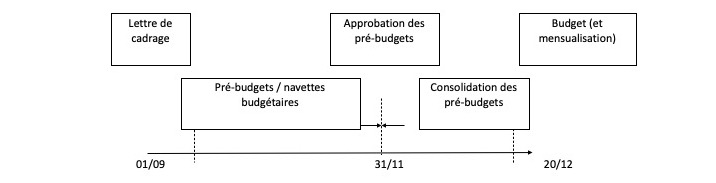 Lettre de
cadrage
Approbation des
pré-budgets
Budget (et
mensualisation)
Pré-budgets / navettes
budgétaires
Consolidation des
pré-budgets
01/09
31/11
20/12